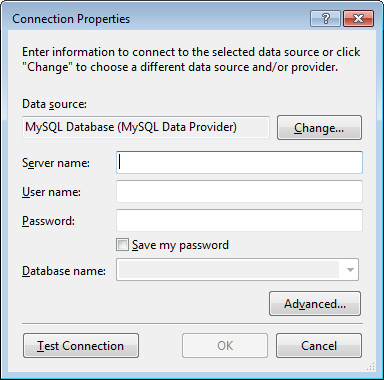 Connection Properties
Enter information to connect to the selected data source or click
"Change" to choose a different data source and/or provider.
Data source:
MySQL Database (MySQL Data Provider)
Change...
Server name:
User name:
Password:
Save my password
Database name:
Advanced...
Test Connection
OK
Cancel